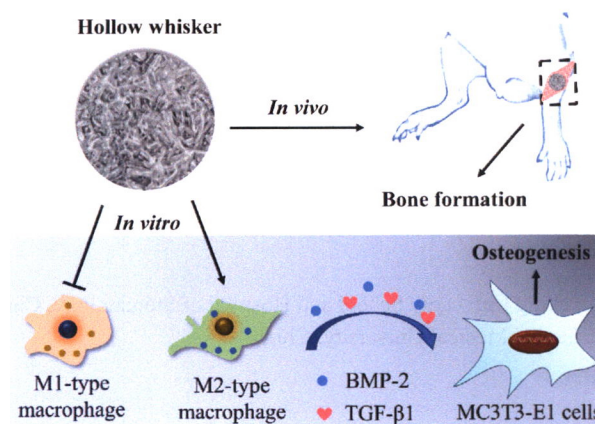 Hollow whisker
In vivo
Bone formation
In vitro
Osteogenesis
M1-type
macrophage
M2-type
macrophage
BMP-2
TGF-β1
MC3T3-E1 cells